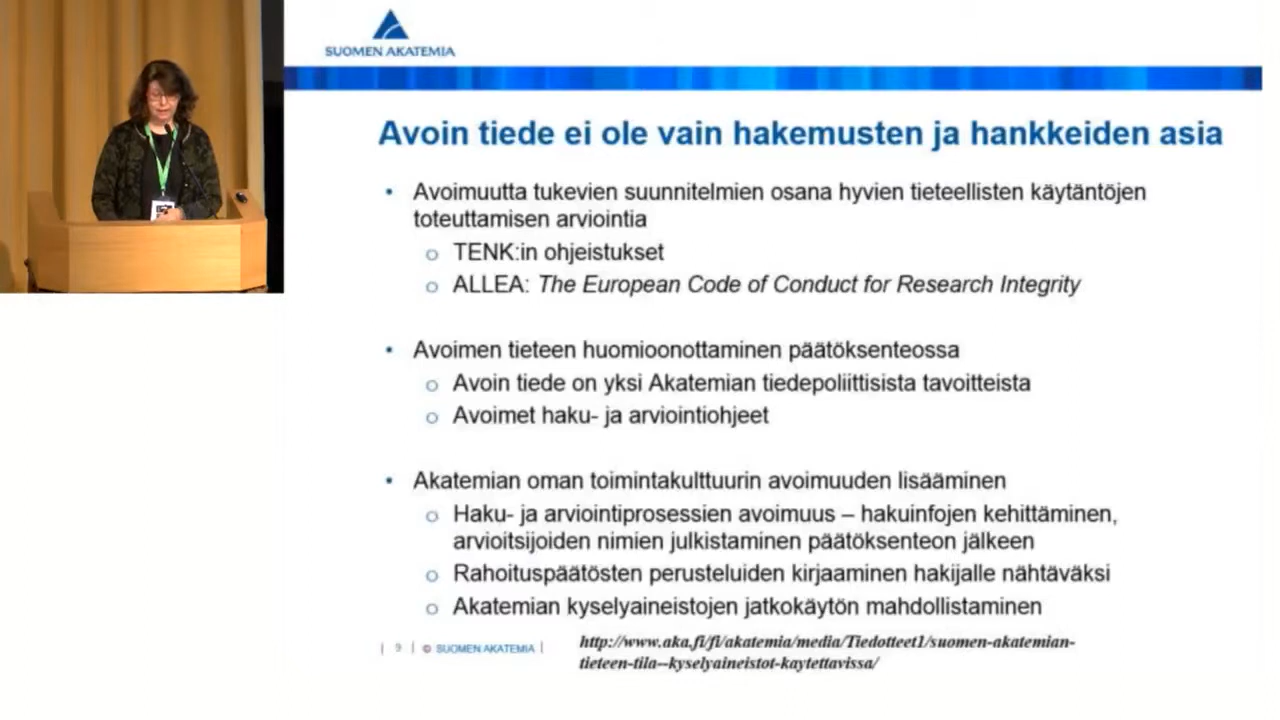 SUOMEN AKATEMIA
Avoin tiede ei ole vain hakemusten ja hankkeiden asia
• Avoimuutta tukevien suunnitelmien osana hyvien tieteellisten käytäntöjen
toteuttamisen arviointia
o TENK:in ohjeistukset
o ALLEA: The European Code of Conduct for Research Integrity
• Avoimen tieteen huomioonottaminen päätöksenteossa
o Avoin tiede on yksi Akatemian tiedepoliittisista tavoitteista
o Avoimet haku- ja arviointiohjeet
• Akatemian oman toimintakulttuurin avoimuuden lisääminen
o Haku- ja arviointiprosessien avoimuus – hakuinfojen kehittäminen,
arvioitsijoiden nimien julkistaminen päätöksenteon jälkeen
o Rahoituspäätösten perusteluiden kirjaaminen hakijalle nähtäväksi
o Akatemian kyselyaineistojen jatkokäytön mahdollistaminen
| 9 | © SUOMEN AKATEMIA |
http://www.aka.fi/fi/akatemia/media/Tiedotteet1/suomen-akatemian-
tieteen-tila--kyselyaineistot-kaytettavissa/